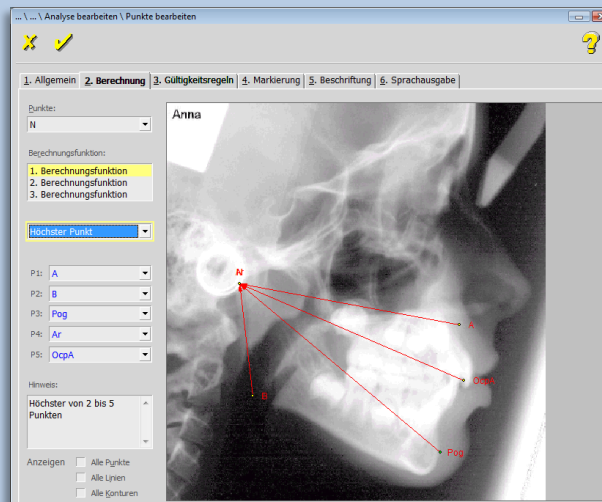 ... \ ... \ Analyse bearbeiten \ Punkte bearbeiten
1. Allgemein 2. Berechnung 3. Gültigkeitsregeln 4. Markierung 5. Beschriftung 6. Sprachausgabe
Punkte:
N
Berechnungsfunktion:
1. Berechnungsfunktion
2. Berechnungsfunktion
3. Berechnungsfunktion
Höchster Punkt
P1: A
P2: B
P3: Pog
P4: Ar
P5: OcpA
Hinweis:
Höchster von 2 bis 5
Punkten
Anzeigen Alle Punkte
Alle Linien
Alle Konturen
Anna
A
OcpA
B
Pog